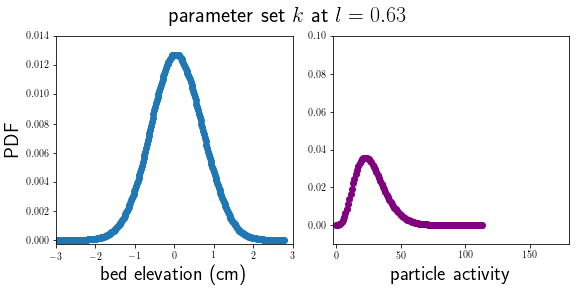 parameter set k at l = 0.63
PDF
0.014
0.012
0.010
0.008
0.006
0.004
0.002
0.000
−3 −2 −1 0 1 2 3
bed elevation (cm)
0.10
0.08
0.06
0.04
0.02
0.00
0 50 100 150
particle activity